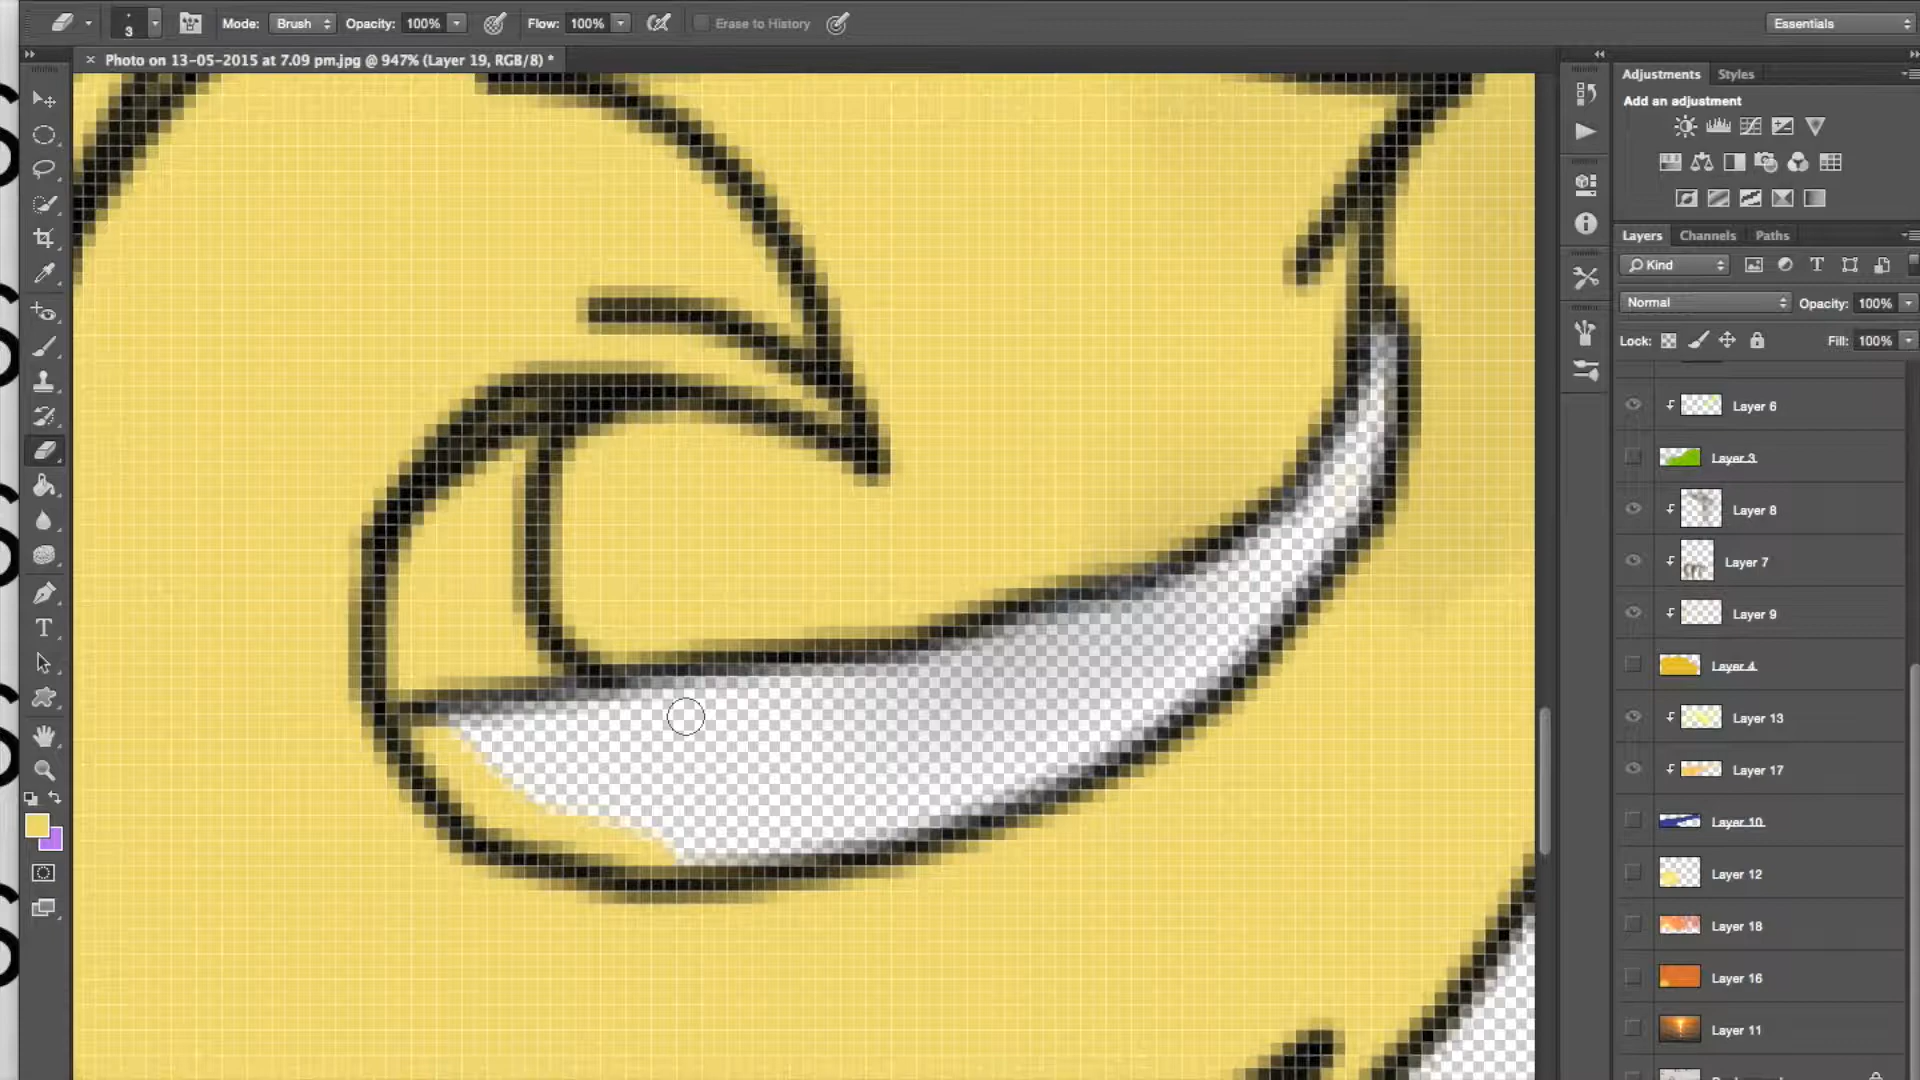 3 Mode: Brush Opacity: 100% Flow: 100% Erase to History Essentials
Photo on 13-05-2015 at 7.09 pm.jpg @ 947% (Layer 19, RGB/8) *
Adjustments Styles
Add an adjustment
Layers Channels Paths
Kind
Normal Opacity: 100%
Lock: Fill: 100%
Layer 6
Layer 3
Layer 8
Layer 7
Layer 9
Layer 4
Layer 13
Layer 17
Layer 10
Layer 12
Layer 18
Layer 16
Layer 11